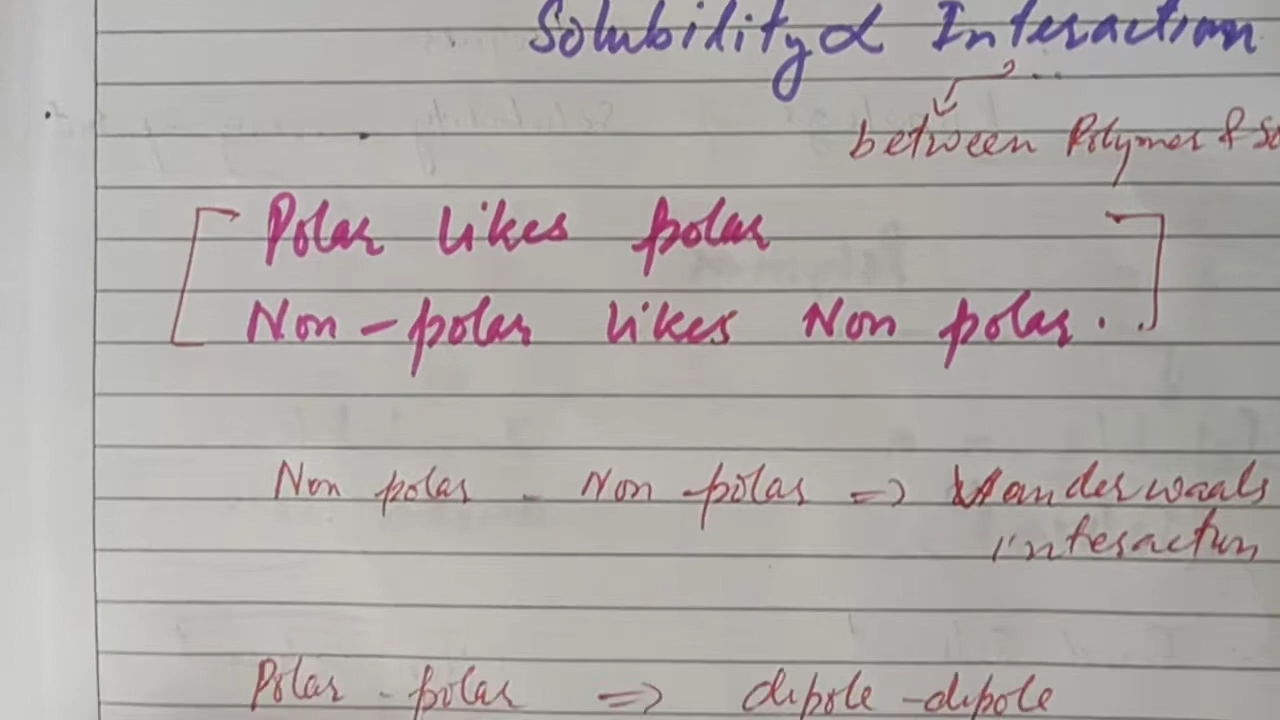 Solubility ∝ Interaction
between Polymer &
Polar likes polar
Non-polar likes Non polar.
Non polar - Non-polar => Vanderwaals
interaction
Polar - polar => dipole-dipole